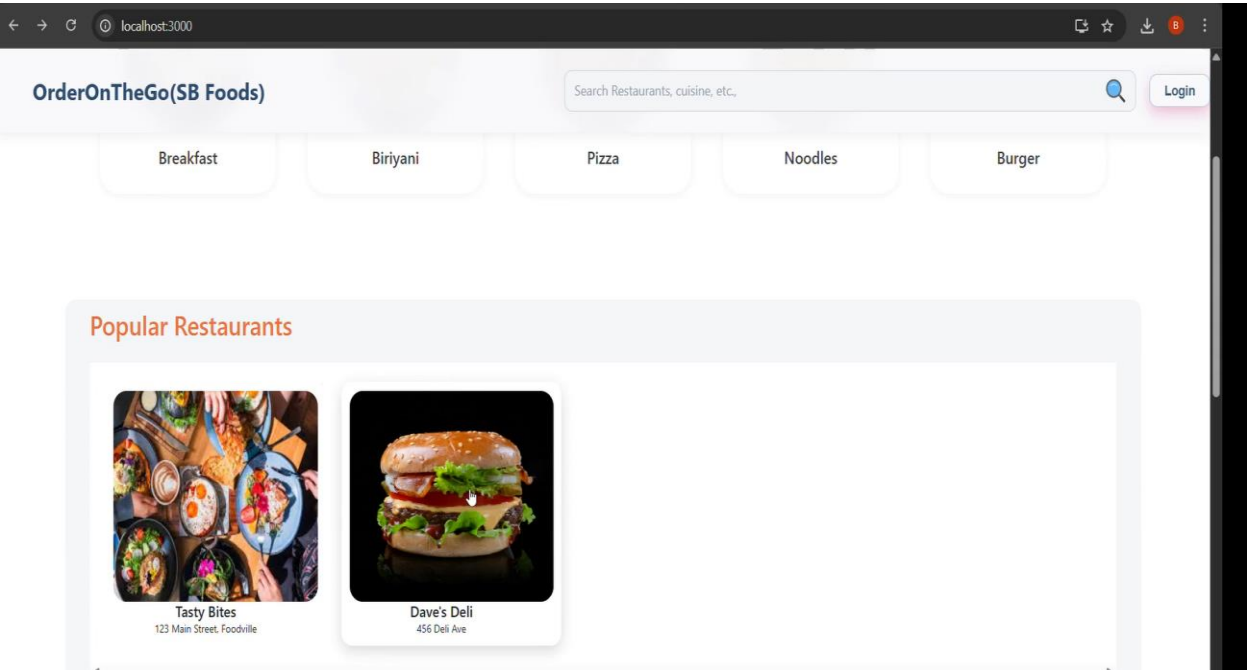 localhost:3000
B
OrderOnTheGo(SB Foods)
Search Restaurants, cuisine, etc.,
Login
Breakfast
Biriyani
Pizza
Noodles
Burger
Popular Restaurants
Tasty Bites
123 Main Street, Foodville
Dave's Deli
456 Deli Ave